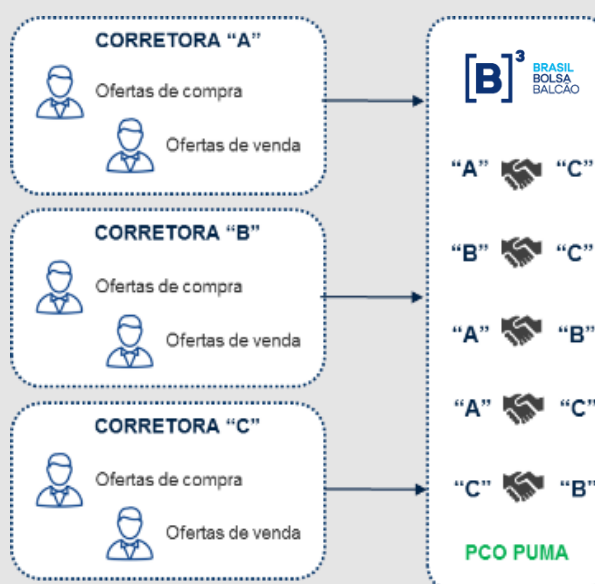 CORRETORA “A”
Ofertas de compra
Ofertas de venda
CORRETORA “B”
Ofertas de compra
Ofertas de venda
CORRETORA “C”
Ofertas de compra
Ofertas de venda
[B]³ BRASIL
BOLSA
BALCÃO
“A” “C”
“B” “C”
“A” “B”
“A” “C”
“C” “B”
PCO PUMA